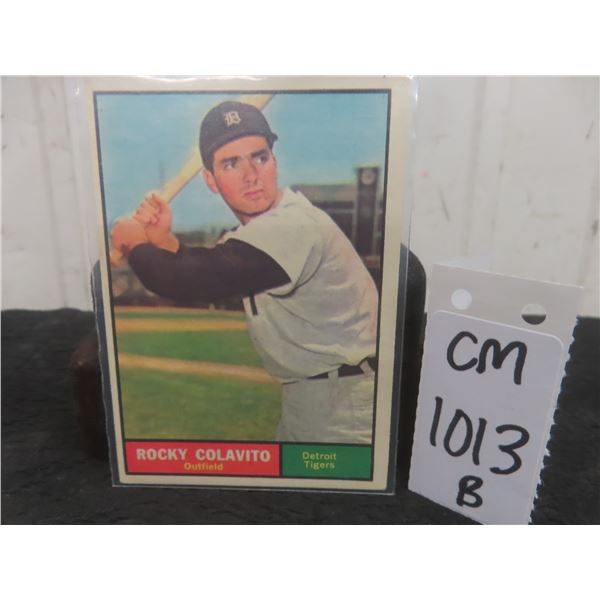 D
ROCKY COLAVITO
Outfield
Detroit
Tigers
CM
1013
B